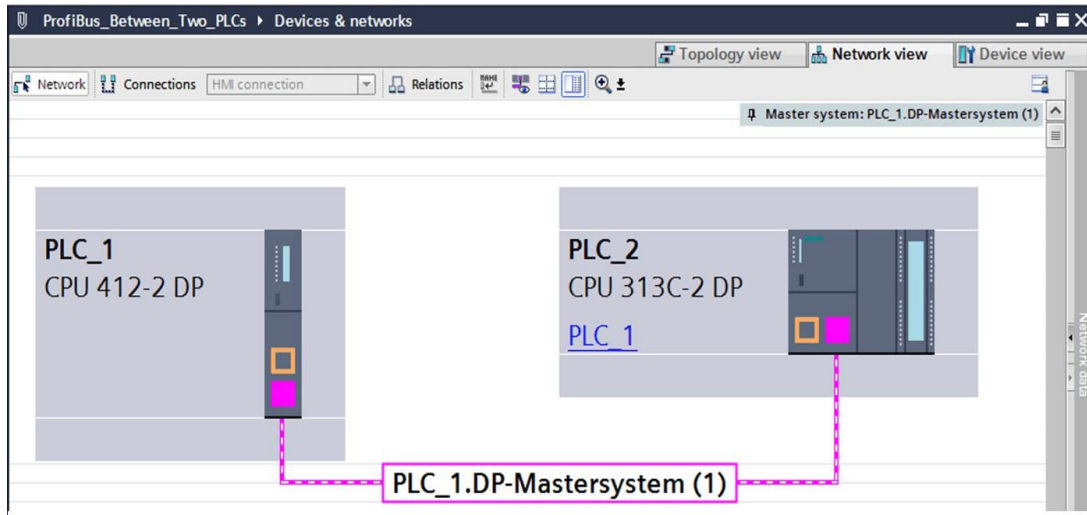 ProfiBus_Between_Two_PLCs ▸ Devices & networks
Topology view Network view Device view
Network Connections HMI connection Relations
Master system: PLC_1.DP-Mastersystem (1)
PLC_1
CPU 412-2 DP
PLC_2
CPU 313C-2 DP
PLC_1
PLC_1.DP-Mastersystem (1)
Network data